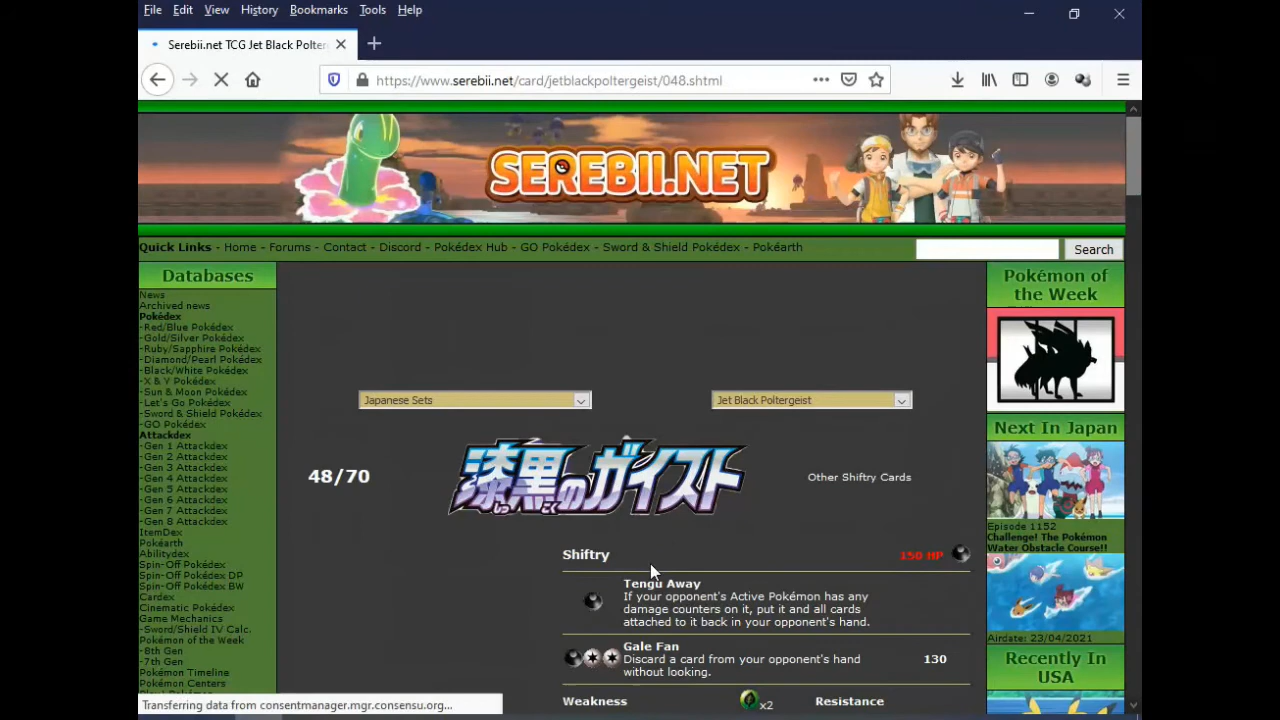 File Edit View History Bookmarks Tools Help
Serebii.net TCG Jet Black Polter
https://www.serebii.net/card/jetblackpoltergeist/048.shtml
SEREBII.NET
Quick Links - Home - Forums - Contact - Discord - Pokédex Hub - GO Pokédex - Sword & Shield Pokédex - Pokéarth
Search
Databases
News
Archived news
Pokédex
-Red/Blue Pokédex
-Gold/Silver Pokédex
-Ruby/Sapphire Pokédex
-Diamond/Pearl Pokédex
-Black/White Pokédex
-X & Y Pokédex
-Sun & Moon Pokédex
-Let's Go Pokédex
-Sword & Shield Pokédex
-GO Pokédex
Attackdex
-Gen 1 Attackdex
-Gen 2 Attackdex
-Gen 3 Attackdex
-Gen 4 Attackdex
-Gen 5 Attackdex
-Gen 6 Attackdex
-Gen 7 Attackdex
-Gen 8 Attackdex
ItemDex
Pokéarth
Abilitydex
Spin-Off Pokédex
Spin-Off Pokédex DP
Spin-Off Pokédex BW
Cardex
Cinematic Pokédex
Game Mechanics
-Sword/Shield IV Calc.
Pokémon of the Week
-8th Gen
-7th Gen
Pokémon Timeline
Pokémon Centers
Japanese Sets
Jet Black Poltergeist
48/70
漆黒のガイスト
しっ こく
Other Shiftry Cards
Shiftry
150 HP
Tengu Away
If your opponent's Active Pokémon has any
damage counters on it, put it and all cards
attached to it back in your opponent's hand.
Gale Fan
Discard a card from your opponent's hand
without looking.
130
Weakness
x2
Resistance
Pokémon of
the Week
Next In Japan
Episode 1152
Challenge! The Pokémon
Water Obstacle Course!!
Airdate: 23/04/2021
Recently In
USA
Transferring data from consentmanager.mgr.consensu.org...